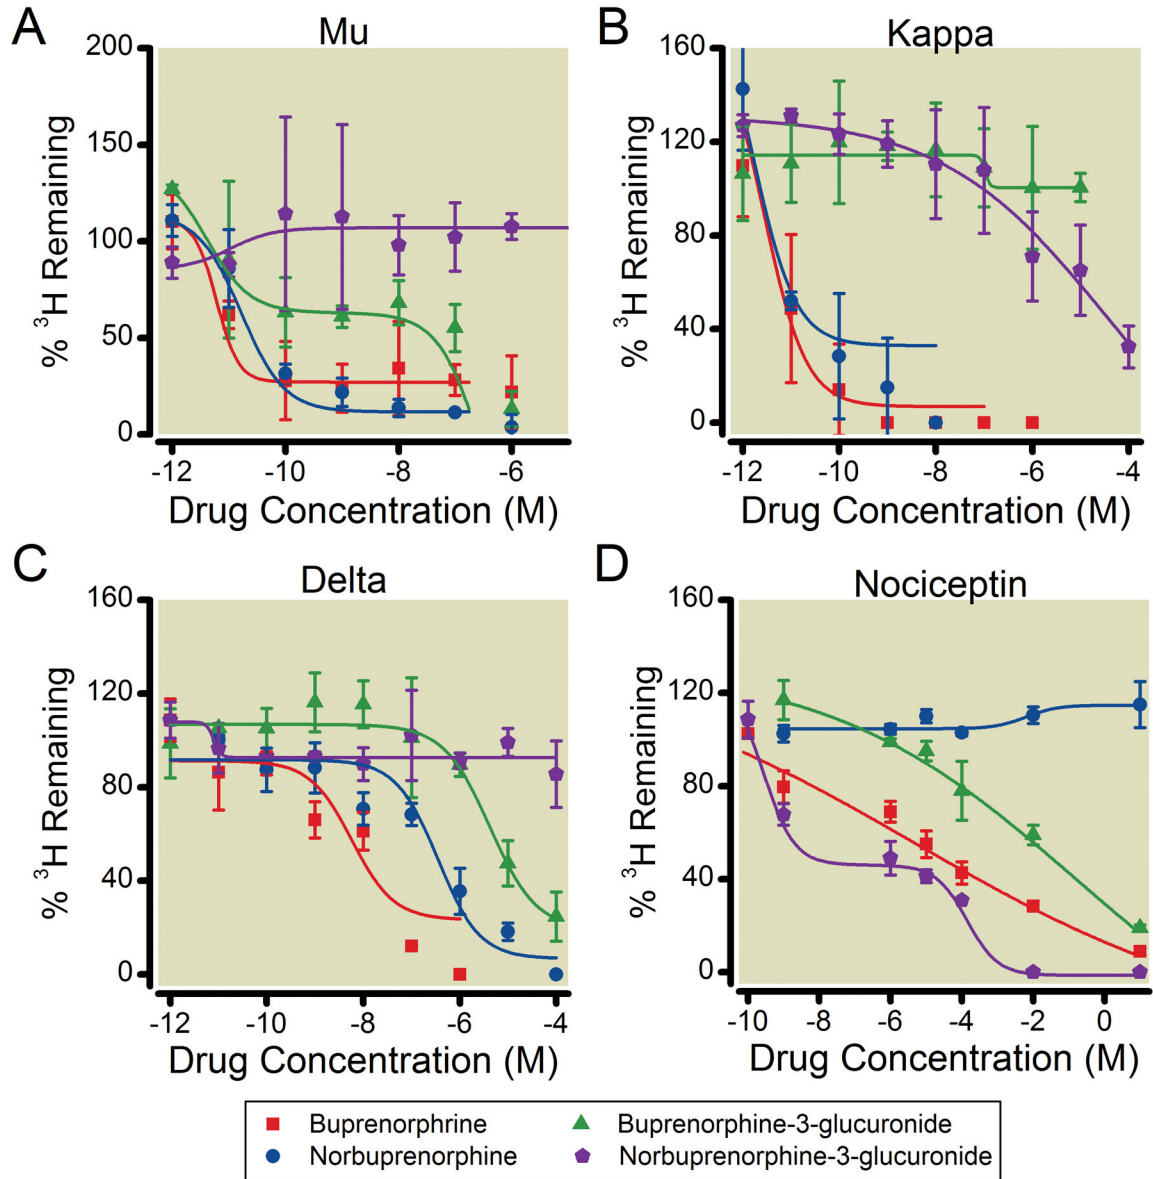 A
Mu
200
150
100
50
0
% ³H Remaining
-12
-10
-8
-6
Drug Concentration (M)
B
Kappa
160
120
80
40
0
% ³H Remaining
-12
-10
-8
-6
-4
Drug Concentration (M)
C
Delta
160
120
80
40
0
% ³H Remaining
-12
-10
-8
-6
-4
Drug Concentration (M)
D
Nociceptin
160
120
80
40
0
% ³H Remaining
-10
-8
-6
-4
-2
0
Drug Concentration (M)
Buprenorphrine
Buprenorphine-3-glucuronide
Norbuprenorphine
Norbuprenorphine-3-glucuronide